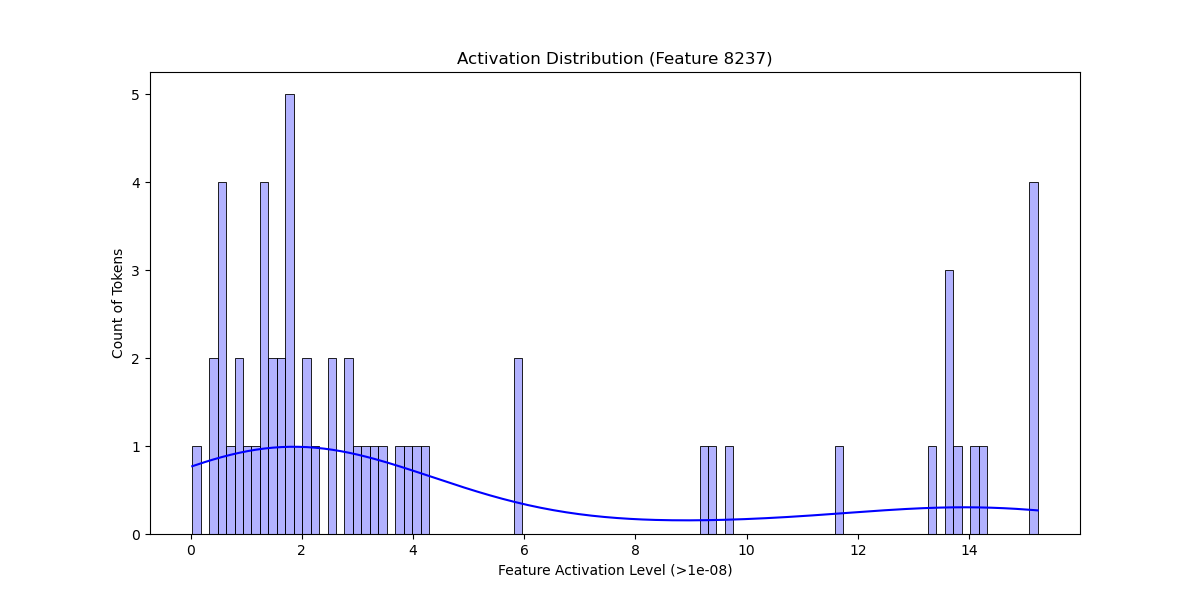 Activation Distribution (Feature 8237)
5
4
3
2
1
0
Count of Tokens
0 2 4 6 8 10 12 14
Feature Activation Level (>1e-08)